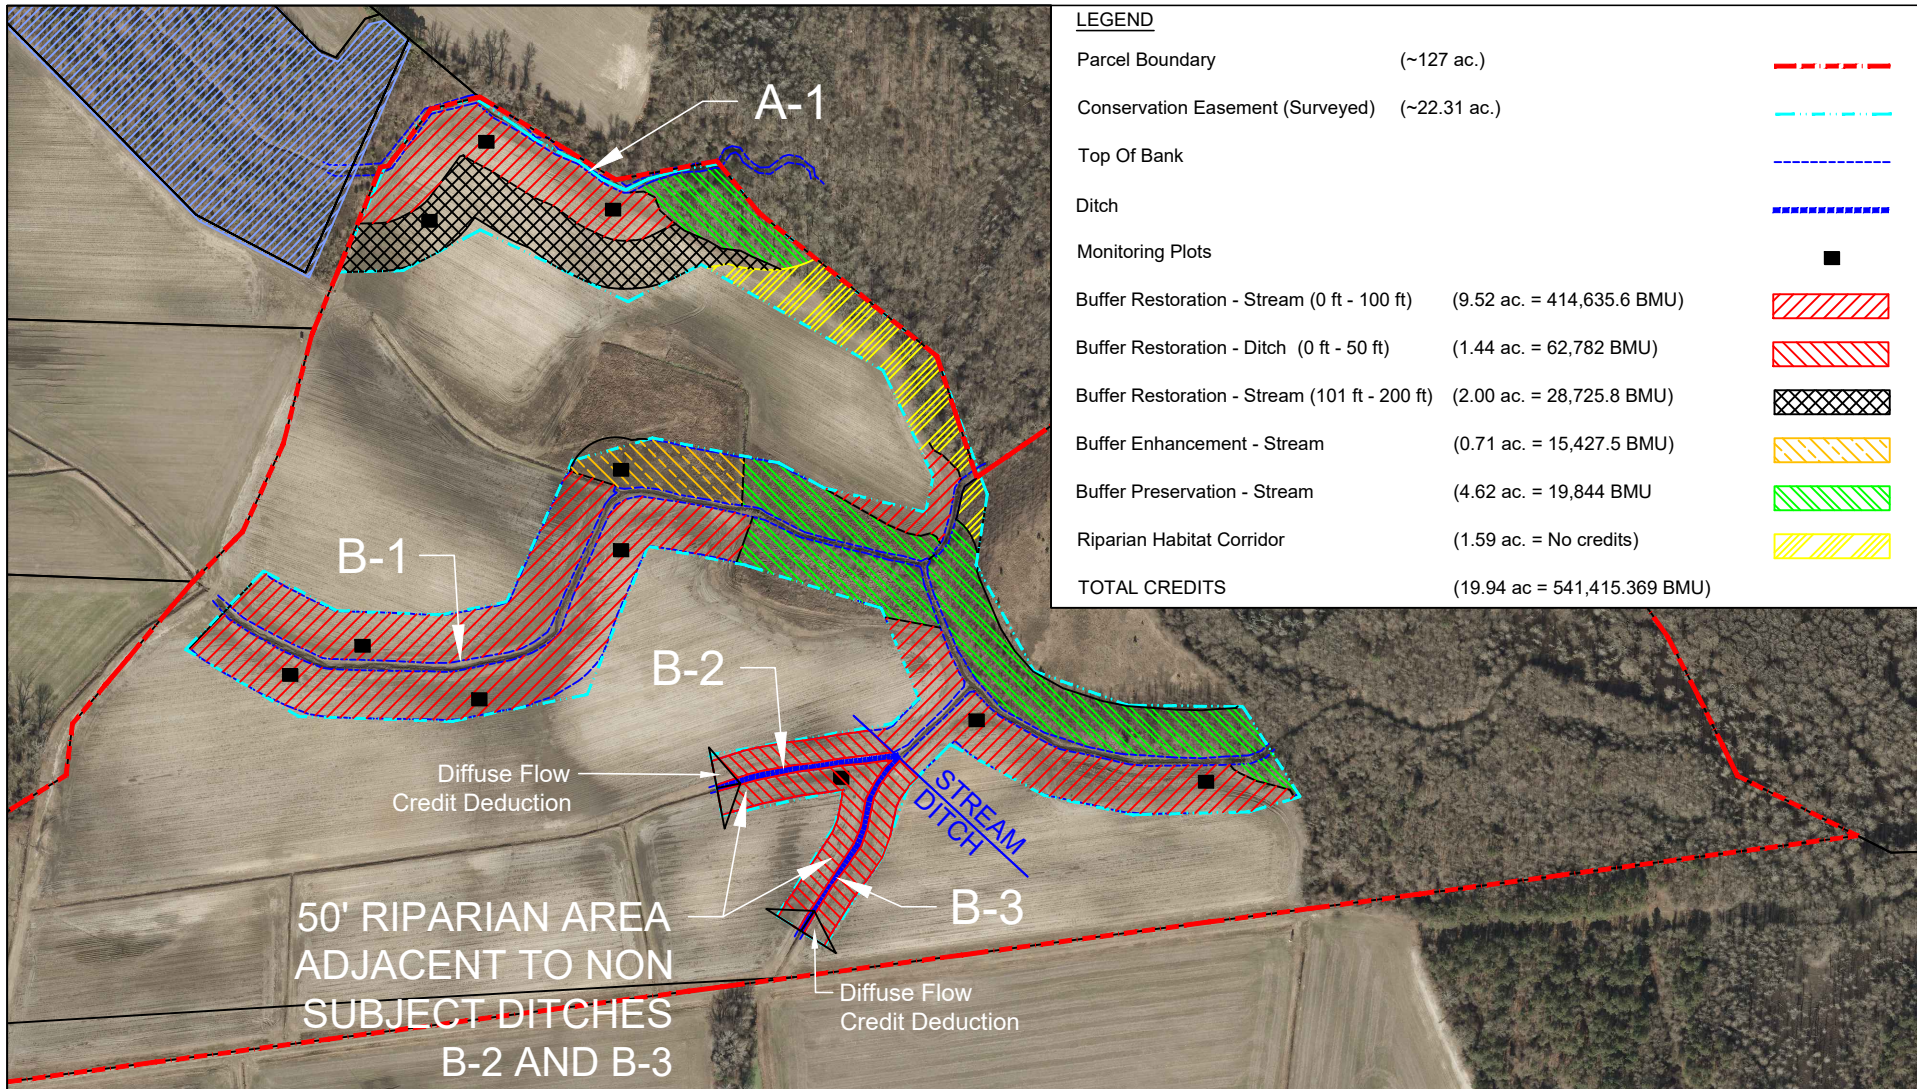 LEGEND
Parcel Boundary (~127 ac.)
Conservation Easement (Surveyed) (~22.31 ac.)
Top Of Bank
Ditch
Monitoring Plots
Buffer Restoration - Stream (0 ft - 100 ft) (9.52 ac. = 414,635.6 BMU)
Buffer Restoration - Ditch (0 ft - 50 ft) (1.44 ac. = 62,782 BMU)
Buffer Restoration - Stream (101 ft - 200 ft) (2.00 ac. = 28,725.8 BMU)
Buffer Enhancement - Stream (0.71 ac. = 15,427.5 BMU)
Buffer Preservation - Stream (4.62 ac. = 19,844 BMU
Riparian Habitat Corridor (1.59 ac. = No credits)
TOTAL CREDITS (19.94 ac = 541,415.369 BMU)
A-1
B-1
B-2
Diffuse Flow
Credit Deduction
STREAM
DITCH
50' RIPARIAN AREA
ADJACENT TO NON
SUBJECT DITCHES
B-2 AND B-3
B-3
Diffuse Flow
Credit Deduction